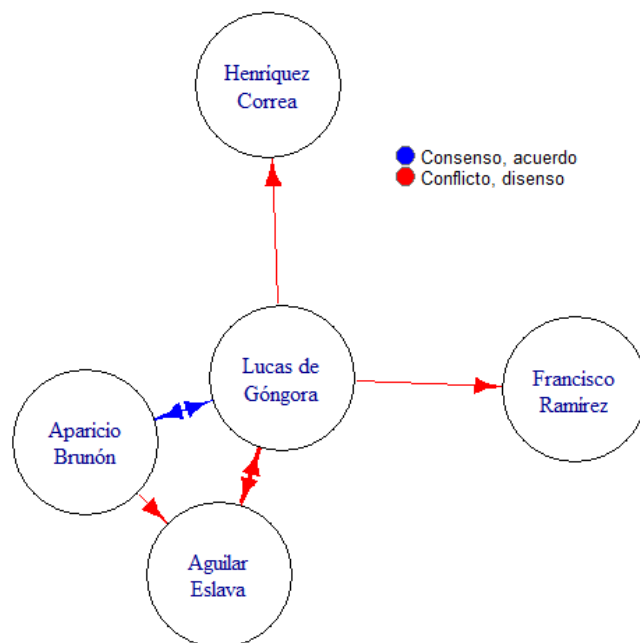 Henríquez
Correa
Consenso, acuerdo
Conflicto, disenso
Lucas de
Góngora
Francisco
Ramírez
Aparicio
Brunón
Aguilar
Eslava